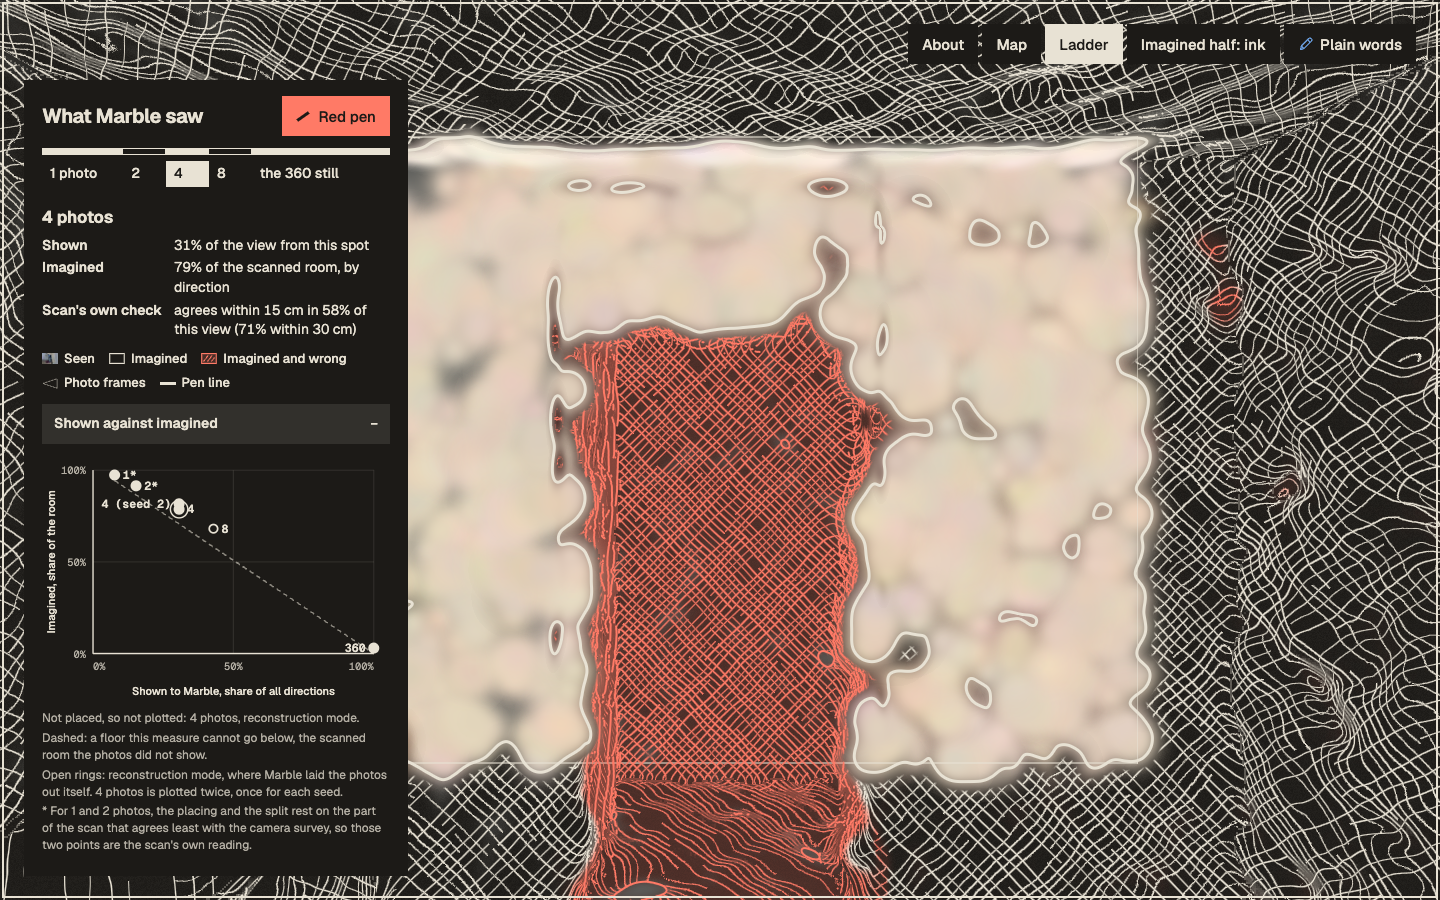 About
Map
Ladder
Imagined half: ink
Plain words
What Marble saw
Red pen
1 photo
2
4
8
the 360 still
4 photos
Shown
31% of the view from this spot
Imagined
79% of the scanned room, by
direction
Scan's own check
agrees within 15 cm in 58% of
this view (71% within 30 cm)
Seen
Imagined
Imagined and wrong
Photo frames
Pen line
Shown against imagined
–
Imagined, share of the room
100%
50%
0%
1*
2*
4 (seed 2)
4
8
360
0%
50%
100%
Shown to Marble, share of all directions
Not placed, so not plotted: 4 photos, reconstruction mode.
Dashed: a floor this measure cannot go below, the scanned
room the photos did not show.
Open rings: reconstruction mode, where Marble laid the photos
out itself. 4 photos is plotted twice, once for each seed.
* For 1 and 2 photos, the placing and the split rest on the part
of the scan that agrees least with the camera survey, so those
two points are the scan's own reading.